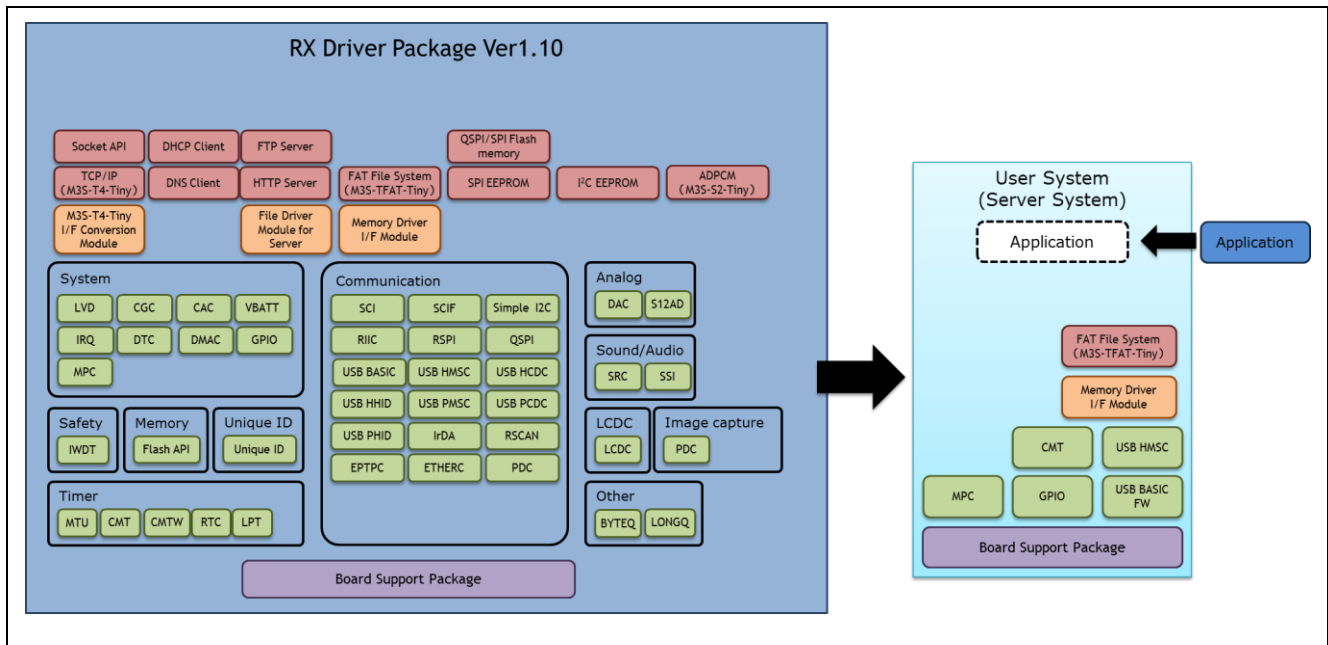 RX Driver Package Ver1.10
Socket API
DHCP Client
FTP Server
QSPI/SPI Flash
memory
TCP/IP
(M3S-T4-Tiny)
DNS Client
HTTP Server
FAT File System
(M3S-TFAT-Tiny)
SPI EEPROM
I²C EEPROM
ADPCM
(M3S-S2-Tiny)
M3S-T4-Tiny
I/F Conversion
Module
File Driver
Module for
Server
Memory Driver
I/F Module
System
LVD
CGC
CAC
VBATT
IRQ
DTC
DMAC
GPIO
MPC
Safety
IWDT
Memory
Flash API
Unique ID
Unique ID
Timer
MTU
CMT
CMTW
RTC
LPT
Communication
SCI
SCIF
Simple I2C
RIIC
RSPI
QSPI
USB BASIC
USB HMSC
USB HCDC
USB HHID
USB PMSC
USB PCDC
USB PHID
IrDA
RSCAN
EPTPC
ETHERC
PDC
Analog
DAC
S12AD
Sound/Audio
SRC
SSI
LCDC
LCDC
Image capture
PDC
Other
BYTEQ
LONGQ
Board Support Package
User System
(Server System)
Application
Application
FAT File System
(M3S-TFAT-Tiny)
Memory Driver
I/F Module
CMT
USB HMSC
MPC
GPIO
USB BASIC
FW
Board Support Package